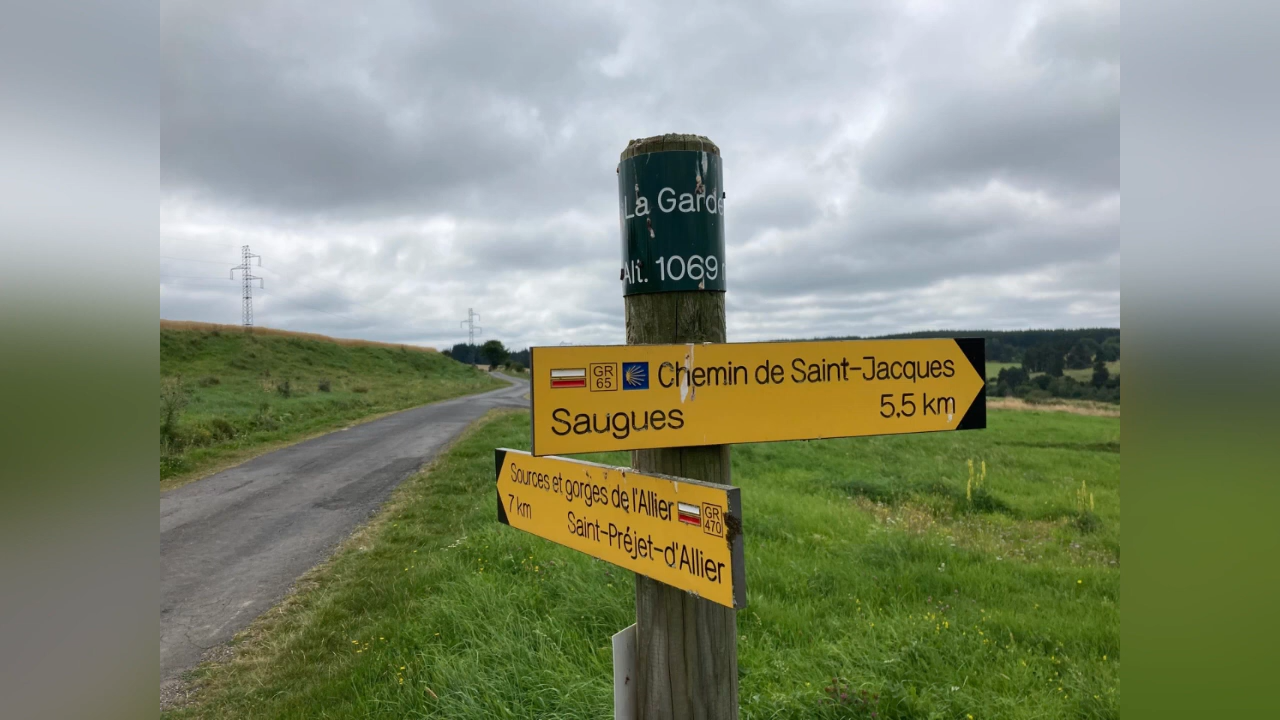 La Garde
Alt. 1069
GR 65 Chemin de Saint-Jacques
Saugues 5,5 km
Sources et gorges de l'Allier GR 470
7 km Saint-Préjet-d'Allier